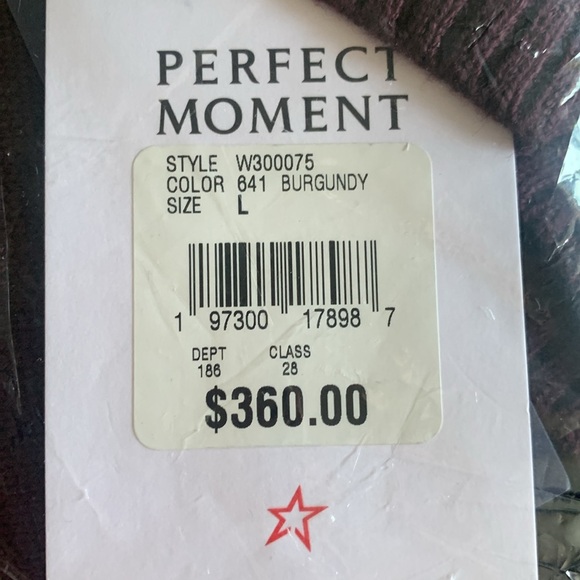 PERFECT
MOMENT
STYLE W300075
COLOR 641 BURGUNDY
SIZE L
1 97300 17898 7
DEPT CLASS
186 28
$360.00